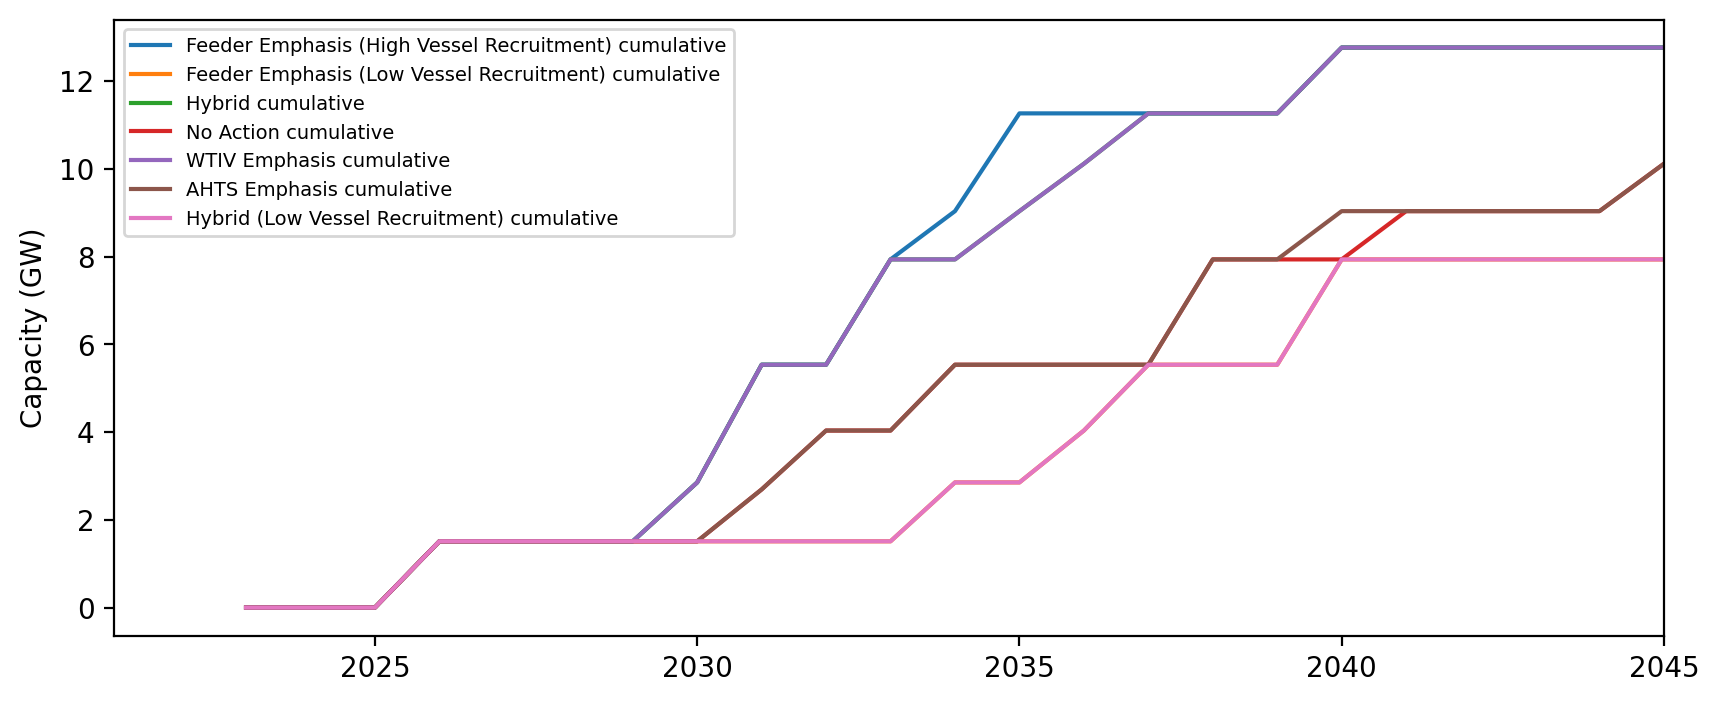 Feeder Emphasis (High Vessel Recruitment) cumulative
Feeder Emphasis (Low Vessel Recruitment) cumulative
Hybrid cumulative
No Action cumulative
WTIV Emphasis cumulative
AHTS Emphasis cumulative
Hybrid (Low Vessel Recruitment) cumulative
Capacity (GW)
12
10
8
6
4
2
0
2025 2030 2035 2040 2045